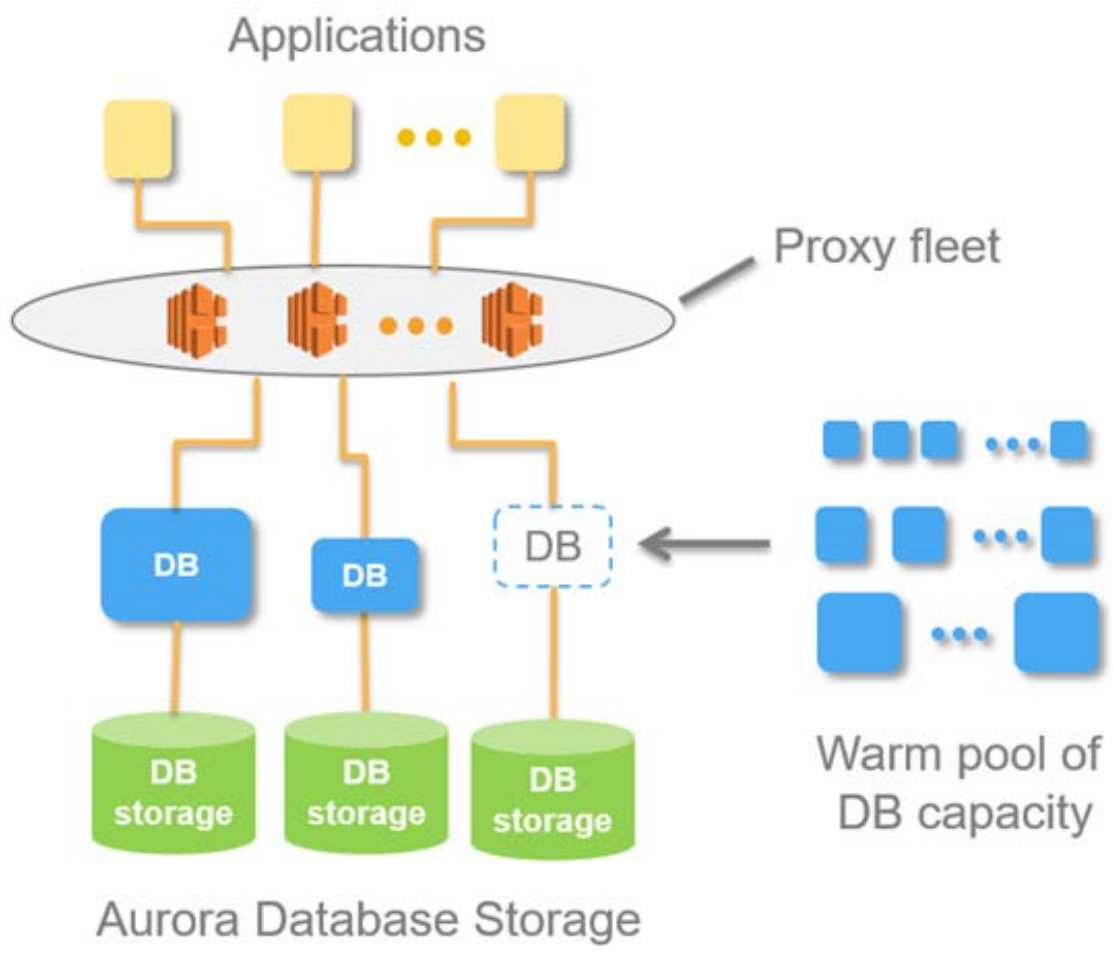 Applications
Proxy fleet
DB
DB
DB
DB
storage
DB
storage
DB
storage
Warm pool of
DB capacity
Aurora Database Storage